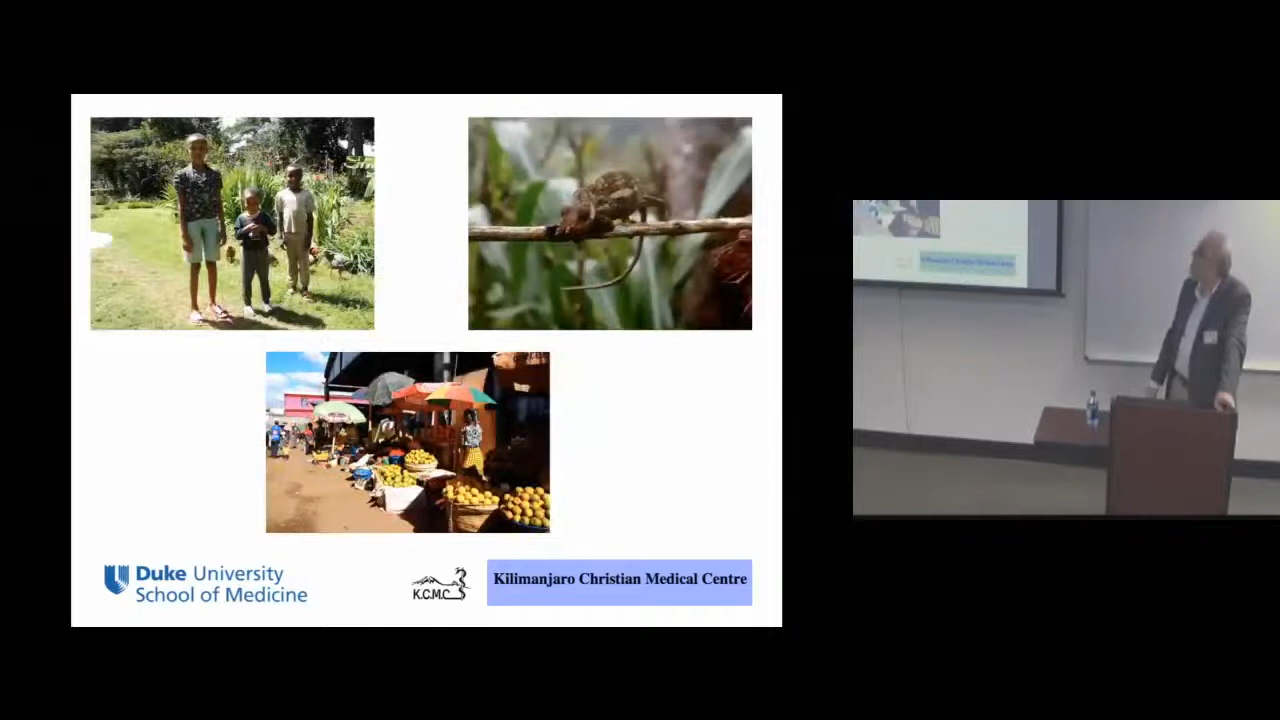 Duke University
School of Medicine
K.C.M.C
Kilimanjaro Christian Medical Centre